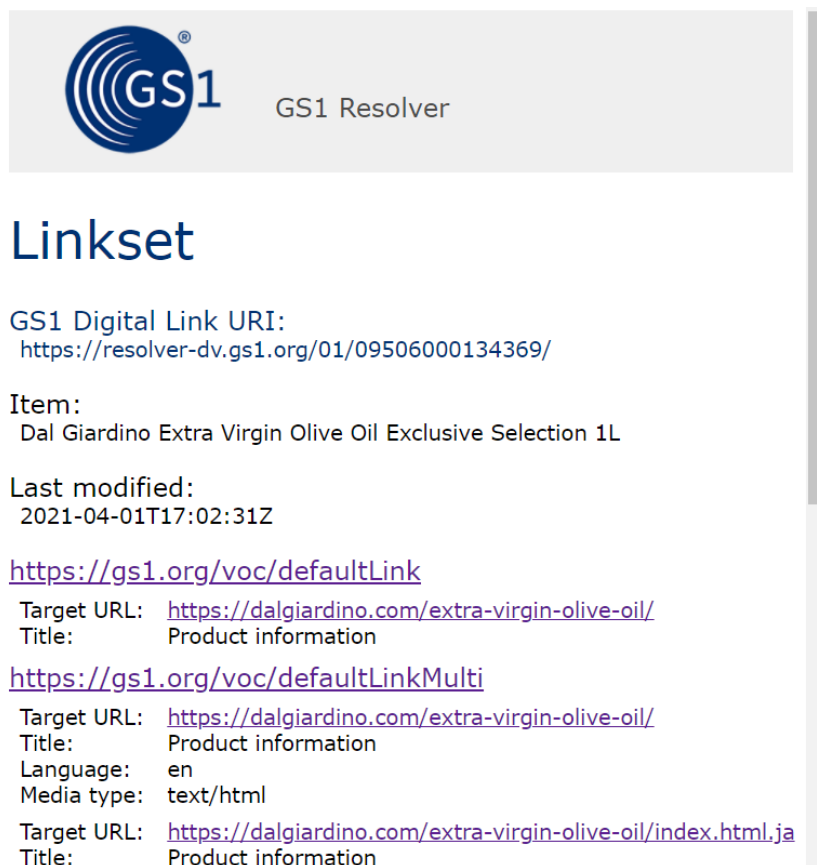 GS1®
GS1 Resolver
Linkset
GS1 Digital Link URI:
https://resolver-dv.gs1.org/01/09506000134369/
Item:
Dal Giardino Extra Virgin Olive Oil Exclusive Selection 1L
Last modified:
2021-04-01T17:02:31Z
https://gs1.org/voc/defaultLink
Target URL: https://dalgiardino.com/extra-virgin-olive-oil/
Title: Product information
https://gs1.org/voc/defaultLinkMulti
Target URL: https://dalgiardino.com/extra-virgin-olive-oil/
Title: Product information
Language: en
Media type: text/html
Target URL: https://dalgiardino.com/extra-virgin-olive-oil/index.html.ja
Title: Product information